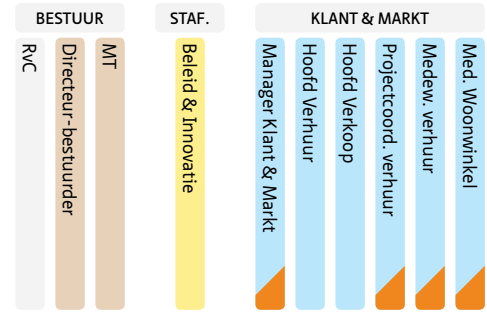 BESTUUR
STAF.
KLANT & MARKT
RvC
Directeur-bestuurder
MT
Beleid & Innovatie
Manager Klant & Markt
Hoofd Verhuur
Hoofd Verkoop
Projectcoord. verhuur
Medew. verhuur
Med. Woonwinkel